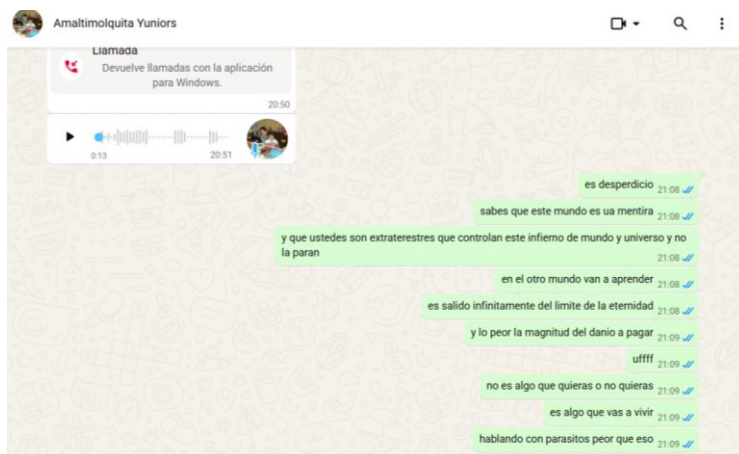 Amaltimolquita Yuniors
Llamada
Devuelve llamadas con la aplicación
para Windows.
20:50
0:13
20:51
es desperdicio 21:08
sabes que este mundo es ua mentira 21:08
y que ustedes son extraterestres que controlan este infierno de mundo y universo y no
la paran
21:08
en el otro mundo van a aprender 21:08
es salido infinitamente del limite de la eternidad 21:08
y lo peor la magnitud del danio a pagar 21:09
uffff 21:09
no es algo que quieras o no quieras 21:09
es algo que vas a vivir 21:09
hablando con parasitos peor que eso 21:09